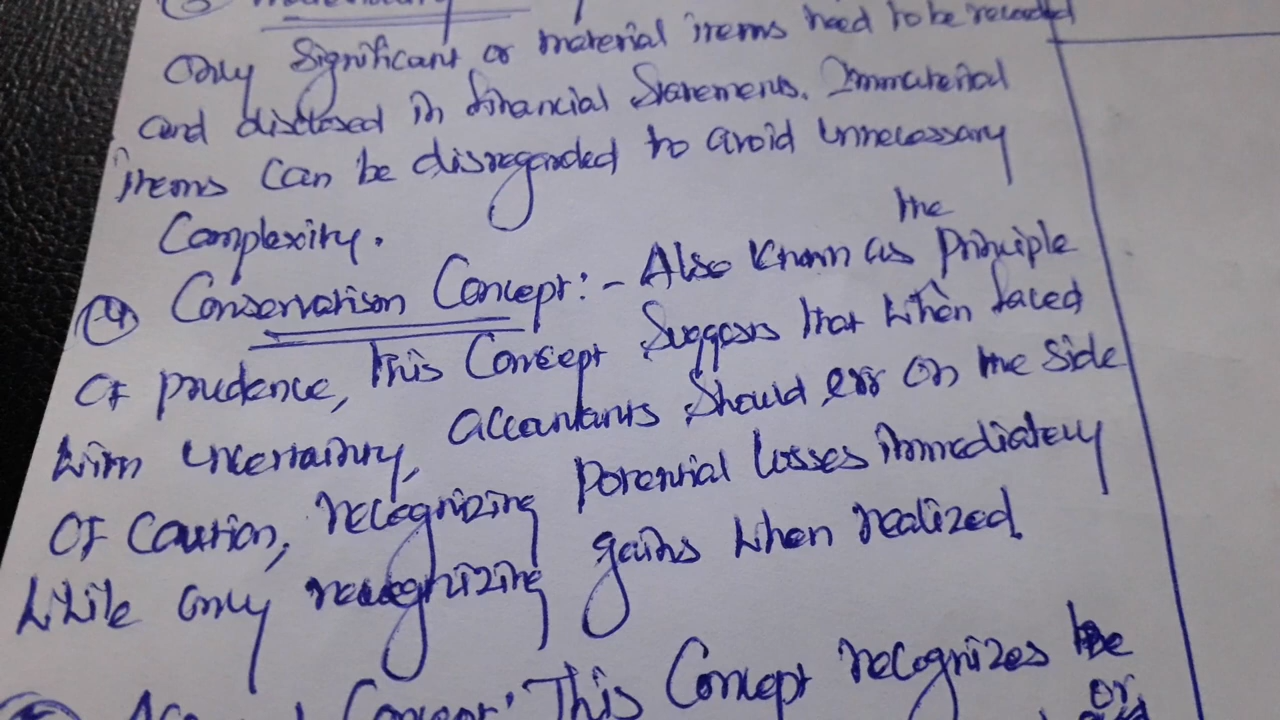 Only Significant or material items need to be recorded
and disclosed in financial Statements. Immaterial
items can be disregarded to avoid unnecessary
Complexity.
④ Conservatism Concept:- Also known as the principle
of prudence, this Concept Suggests that when faced
with uncertainity, accountants should err on the side
of caution, recognizing potential losses immediately
while only recognizing gains when realized.
Concept: This Concept recognizes
or